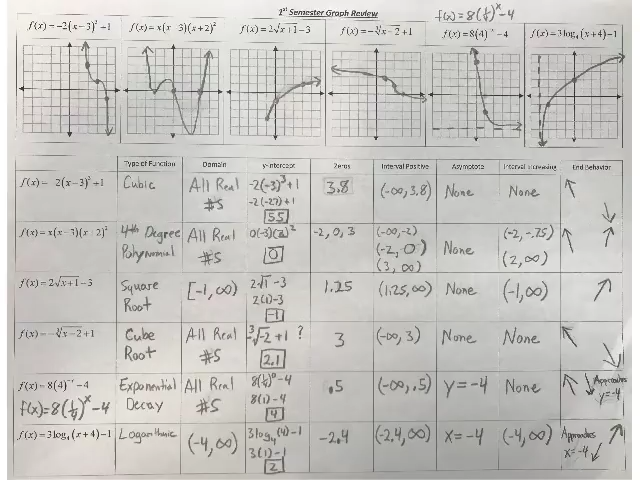 1st Semester Graph Review
f(x)=8(1/4)^x-4
f(x)=-2(x-3)^3+1
f(x)=x(x-3)(x+2)^2
f(x)=2√x+1-3
f(x)=-∛x-2+1
f(x)=8(4)^-x-4
f(x)=3log₄(x+4)-1
Type of Function Domain y-intercept Zeros Interval Positive Asymptote Interval Increasing End Behavior
f(x)= 2(x-3)^3+1
Cubic
All Real
#S
-2(-3)^3+1
-2(-27)+1
55
3.8
(-∞, 3.8)
None
None
f(x)=x(x-3)(x+2)^2
4th Degree
Polynomial
All Real
#S
0(-3)(2)^2
0
-2, 0, 3
(-∞,-2)
(-2, 0)
(3, ∞)
None
(-2, -.75)
(2, ∞)
f(x)=2√x+1-3
Square
Root
[-1, ∞)
2√1-3
2(1)-3
-1
1.25
(1.25, ∞)
None
(-1, ∞)
f(x)=-∛x-2+1
Cube
Root
All Real
#S
∛-2+1 ?
2.1
3
(-∞, 3)
None
None
f(x)=8(4)^-x-4
f(x)=8(1/4)^x-4
Exponential
Decay
All Real
#S
8(1/4)^0-4
8(1)-4
4
.5
(-∞, .5)
y=-4
None
Approaches
y=-4
f(x)=3log₄(x+4)-1
Logarithmic
(-4, ∞)
3log₄(4)-1
3(1)-1
2
-2.4
(-2.4, ∞)
x=-4
(-4, ∞)
Approaches
x=-4